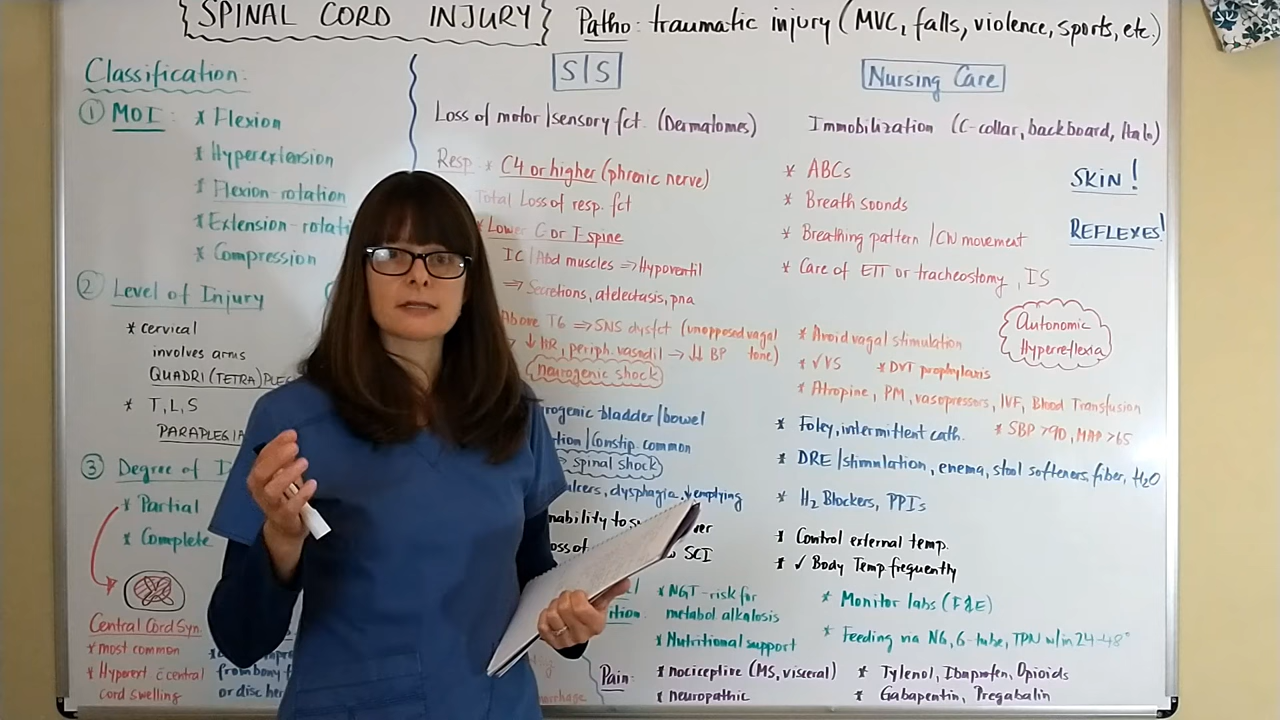 SPINAL CORD INJURY
Patho: traumatic injury (MVC, falls, violence, sports, etc.)
Classification:
① MOI: * Flexion
* Hyperextension
* Flexion-rotation
* Extension-rotati
* Compression
② Level of Injury
* cervical
involves arms
QUADRI(TETRA)PLE
* T, L, S
PARAPLEGIA
③ Degree of I
* Partial
* Complete
Central Cord Syn.
* most common
* Hyperext c̄ central
cord swelling
from bony f
or disc her
S|S
Loss of motor/sensory fct. (Dermatomes)
Resp. * C4 or higher (phrenic nerve)
Total Loss of resp. fct
* Lower C or T-spine
IC/Abd muscles ⇒ Hypoventil
⇒ Secretions, atelectasis, pna
Above T6 ⇒ SNS dysfct (unopposed vagal
↓ HR, periph. vasodil → ↓↓ BP tone)
neurogenic shock
rogenic bladder/bowel
tion/Constip. common
spinal shock
ulcers, dysphagia, ↓ emptying
nability to s
oss of SCI
* NGT-risk for
metabol alkalosis
* Nutritional support
Pain: * nociceptive (MS, visceral)
* neuropathic
Nursing Care
Immobilization (C-collar, backboard, Halo)
* ABCs
* Breath sounds
* Breathing pattern/CW movement
* Care of ETT or tracheostomy, IS
SKIN!
REFLEXES!
Autonomic
Hyperreflexia
* Avoid vagal stimulation
* ✓VS * DVT prophylaxis
* Atropine, PM, vasopressors, IVF, Blood Transfusion
* Foley, intermittent cath. * SBP >90, MAP >65
* DRE/stimulation, enema, stool softeners, fiber, H₂O
* H₂ Blockers, PPIs
* Control external temp.
* ✓ Body Temp frequently
* Monitor labs (F&E)
* Feeding via NG, G-tube, TPN w/in 24-48°
* Tylenol, Ibuprofen, Opioids
* Gabapentin, Pregabalin